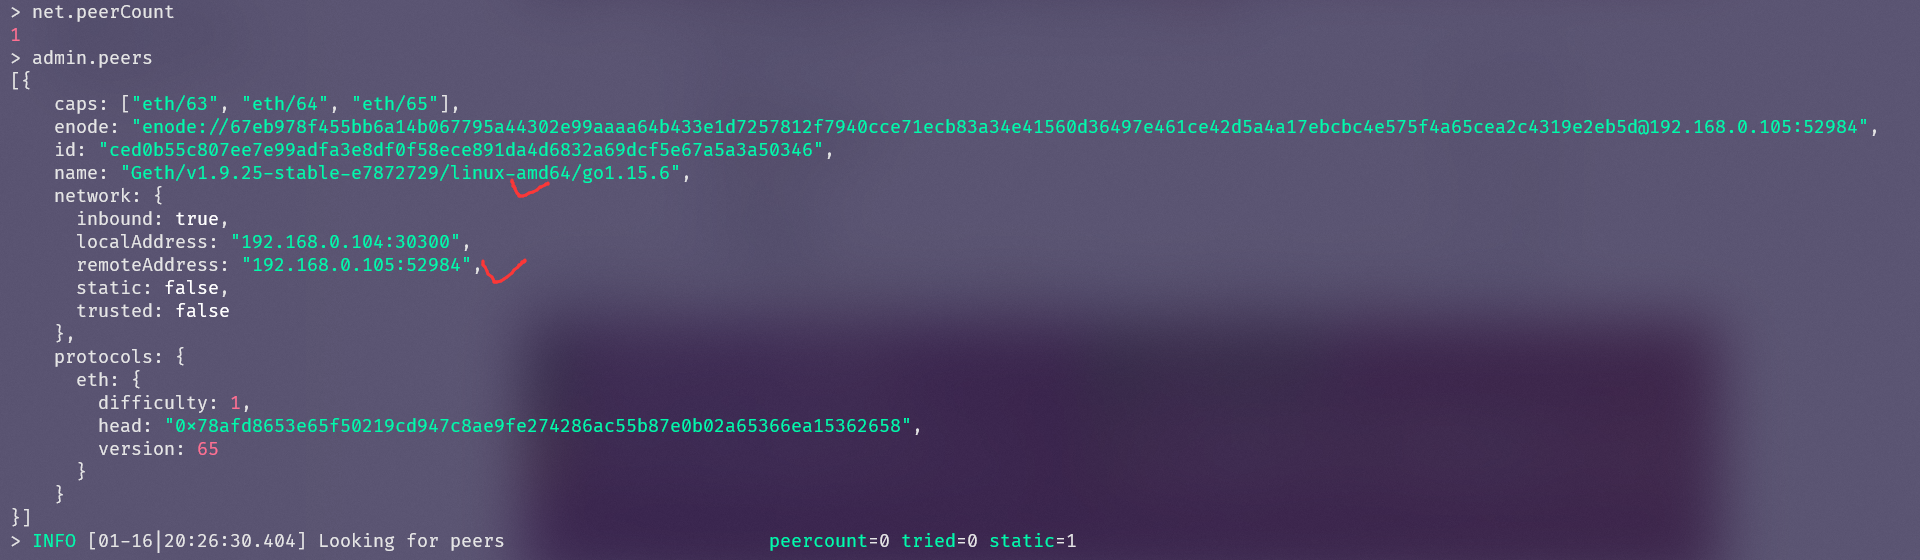 > net.peerCount
1
> admin.peers
[{
    caps: ["eth/63", "eth/64", "eth/65"],
    enode: "enode://67eb978f455bb6a14b067795a44302e99aaaa64b433e1d7257812f7940cce71ecb83a34e41560d36497e461ce42d5a4a17ebcbc4e575f4a65cea2c4319e2eb5d@192.168.0.105:52984",
    id: "ced0b55c807ee7e99adfa3e8df0f58ece891da4d6832a69dcf5e67a5a3a50346",
    name: "Geth/v1.9.25-stable-e7872729/linux-amd64/go1.15.6",
    network: {
      inbound: true,
      localAddress: "192.168.0.104:30300",
      remoteAddress: "192.168.0.105:52984",
      static: false,
      trusted: false
    },
    protocols: {
      eth: {
        difficulty: 1,
        head: "0×78afd8653e65f50219cd947c8ae9fe274286ac55b87e0b02a65366ea15362658",
        version: 65
      }
    }
}]
> INFO [01-16|20:26:30.404] Looking for peers                        peercount=0 tried=0 static=1